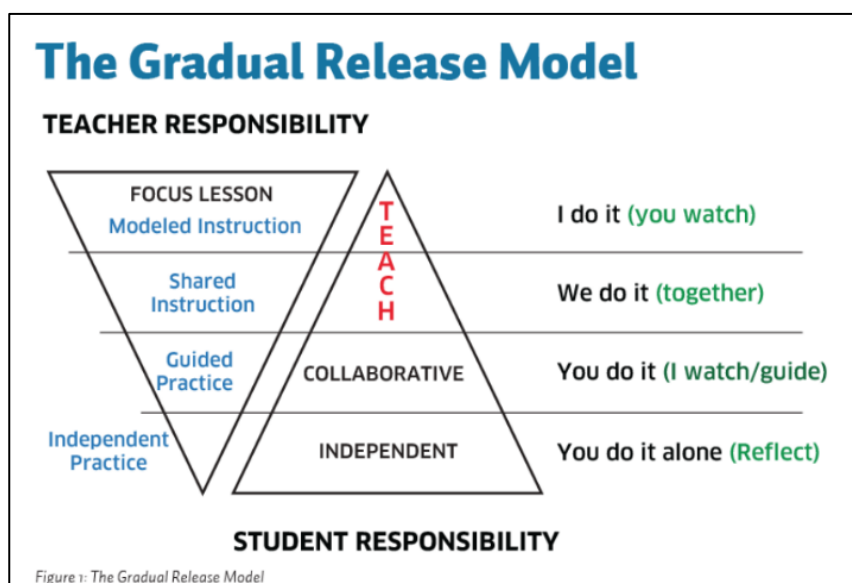 The Gradual Release Model
TEACHER RESPONSIBILITY
FOCUS LESSON
Modeled Instruction
T
E
A
C
H
I do it (you watch)
Shared
Instruction
We do it (together)
Guided
Practice
COLLABORATIVE
You do it (I watch/guide)
Independent
Practice
INDEPENDENT
You do it alone (Reflect)
STUDENT RESPONSIBILITY
Figure 1: The Gradual Release Model